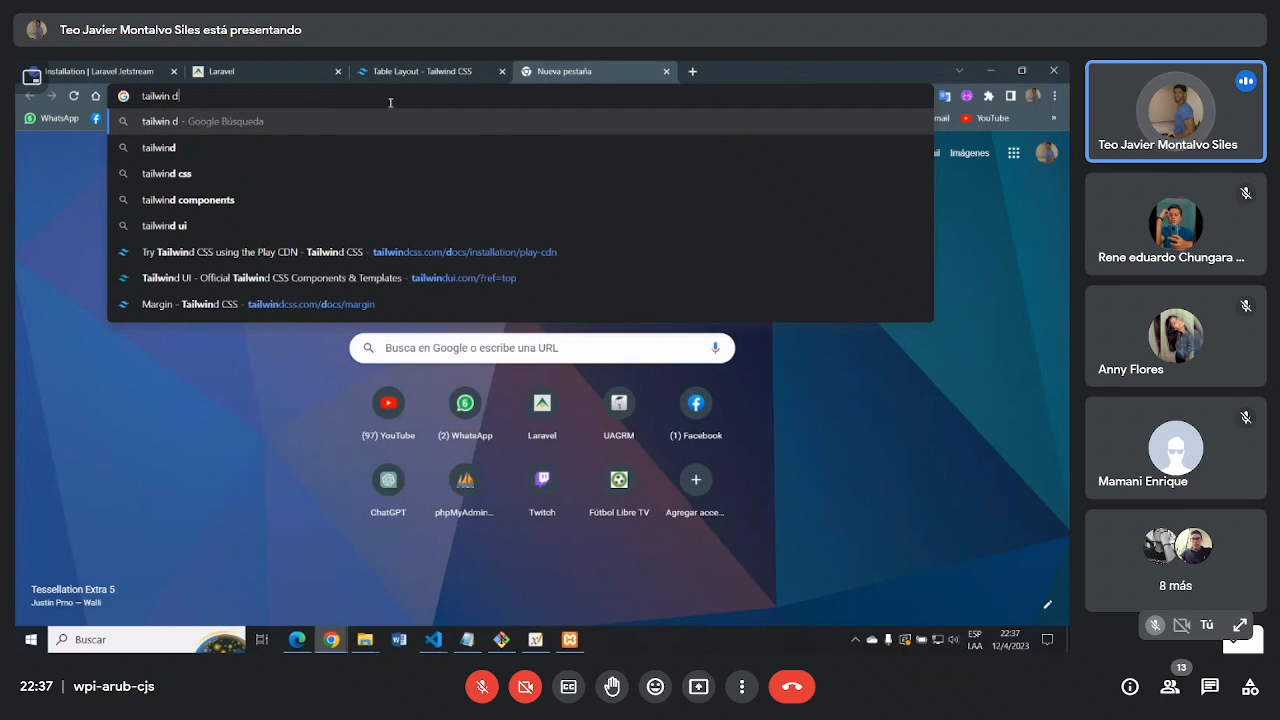 Teo Javier Montalvo Siles está presentando
Installation | Laravel Jetstream
Laravel
Table Layout - Tailwind CSS
Nueva pestaña
tailwin d
WhatsApp
YouTube
tailwin d - Google Búsqueda
tailwind
tailwind css
tailwind components
tailwind ui
Try Tailwind CSS using the Play CDN - Tailwind CSS - tailwindcss.com/docs/installation/play-cdn
Tailwind UI - Official Tailwind CSS Components & Templates - tailwindui.com/?ref=top
Margin - Tailwind CSS - tailwindcss.com/docs/margin
Imágenes
Busca en Google o escribe una URL
(97) YouTube
(2) WhatsApp
Laravel
UAGRM
(1) Facebook
ChatGPT
phpMyAdmin...
Twitch
Fútbol Libre TV
Agregar acce...
Tessellation Extra 5
Justin Prno — Walli
Buscar
ESP
LAA
22:37
12/4/2023
Teo Javier Montalvo Siles
Rene eduardo Chungara ...
Anny Flores
Mamani Enrique
8 más
Tú
22:37 | wpi-arub-cjs
13